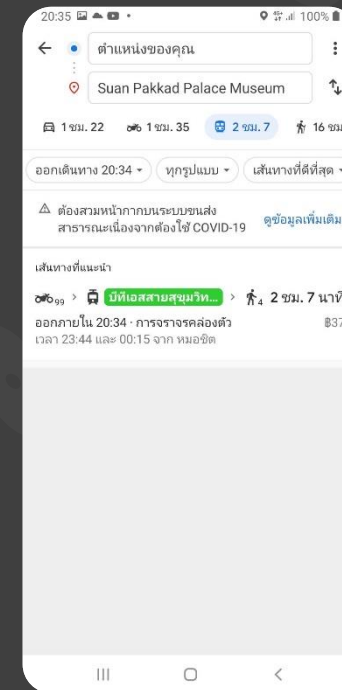 20:35 100%
ตำแหน่งของคุณ
Suan Pakkad Palace Museum
1 ชม. 22 1 ชม. 35 2 ชม. 7 16 ชม
ออกเดินทาง 20:34 ทุกรูปแบบ เส้นทางที่ดีที่สุด
ต้องสวมหน้ากากบนระบบขนส่ง
สาธารณะเนื่องจากต้องใช้ COVID-19 ดูข้อมูลเพิ่มเติม
เส้นทางที่แนะนำ
99 > บีทีเอสสายสุขุมวิท... > 4 2 ชม. 7 นาที
ออกภายใน 20:34 · การจราจรคล่องตัว ฿37
เวลา 23:44 และ 00:15 จาก หมอชิต